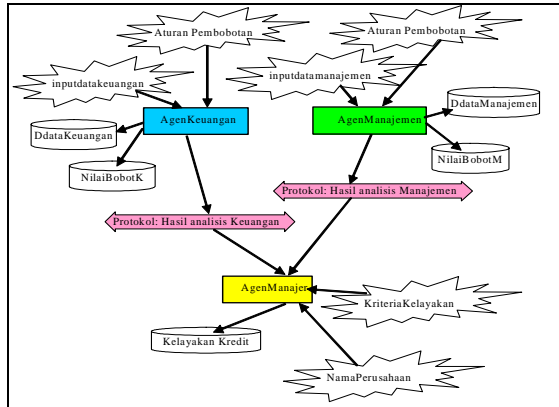 Aturan Pembobotan
Aturan Pembobotan
inputdatakeuangan
inputdatamanajemen
AgenKeuangan
AgenManajemen
DdataManajemen
DdataKeuangan
NilaiBobotM
NilaiBobotK
Protokol: Hasil analisis Manajemen
Protokol: Hasil analisis Keuangan
AgenManajer
KriteriaKelayakan
Kelayakan Kredit
NamaPerusahaan